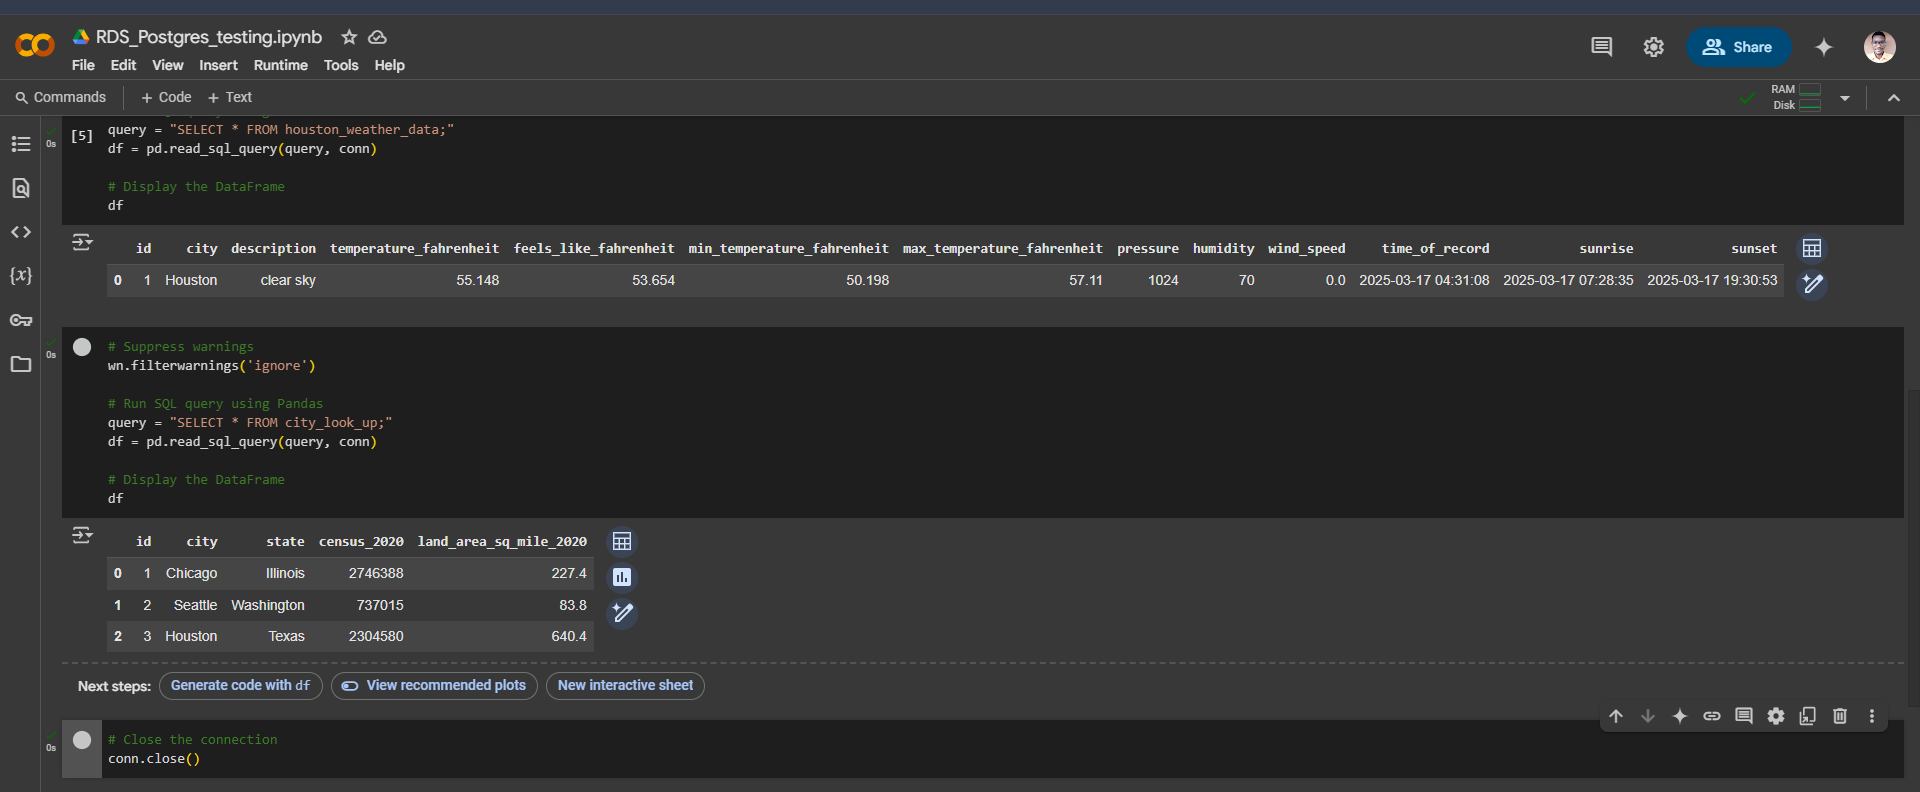 RDS_Postgres_testing.ipynb
File Edit View Insert Runtime Tools Help
Share
Commands + Code + Text
RAM
Disk
[5]
0s
query = "SELECT * FROM houston_weather_data;"
df = pd.read_sql_query(query, conn)
# Display the DataFrame
df
id city description temperature_fahrenheit feels_like_fahrenheit min_temperature_fahrenheit max_temperature_fahrenheit pressure humidity wind_speed time_of_record sunrise sunset
0 1 Houston clear sky 55.148 53.654 50.198 57.11 1024 70 0.0 2025-03-17 04:31:08 2025-03-17 07:28:35 2025-03-17 19:30:53
0s
# Suppress warnings
wn.filterwarnings('ignore')
# Run SQL query using Pandas
query = "SELECT * FROM city_look_up;"
df = pd.read_sql_query(query, conn)
# Display the DataFrame
df
id city state census_2020 land_area_sq_mile_2020
0 1 Chicago Illinois 2746388 227.4
1 2 Seattle Washington 737015 83.8
2 3 Houston Texas 2304580 640.4
Next steps: Generate code with df View recommended plots New interactive sheet
0s
# Close the connection
conn.close()